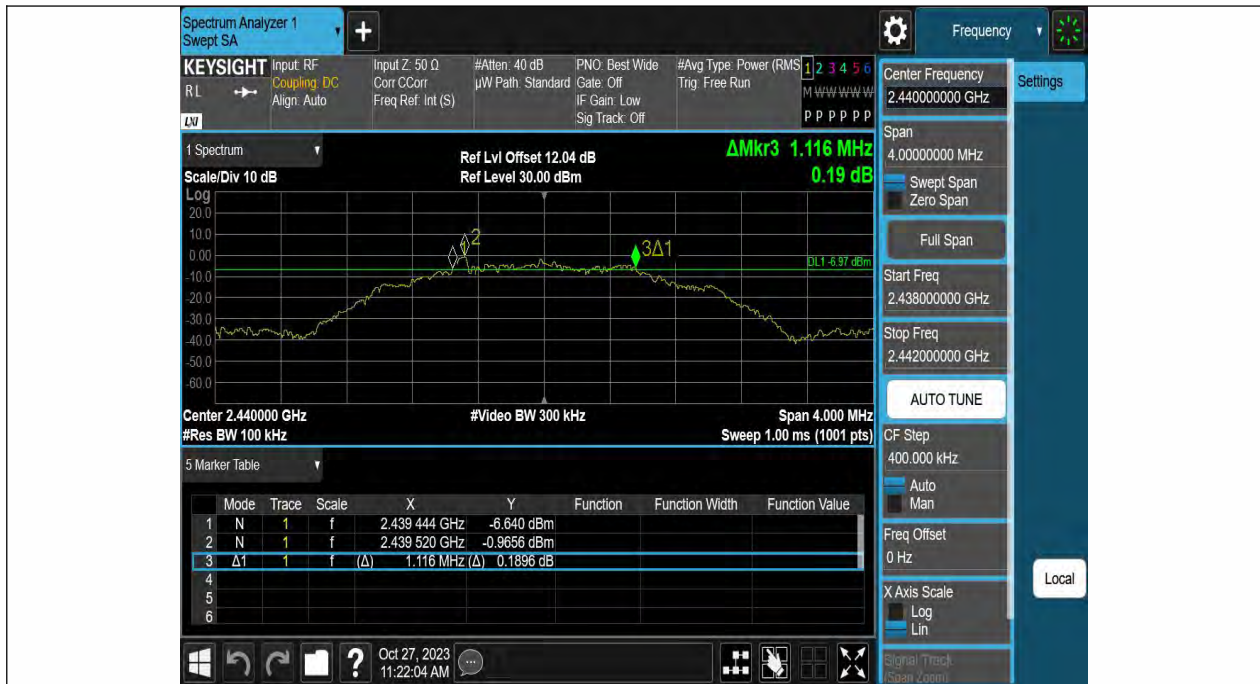 Spectrum Analyzer 1
Swept SA
+
Frequency
KEYSIGHT
RL
LXI
Input: RF
Coupling: DC
Align: Auto
Input Z: 50 Ω
Corr CCorr
Freq Ref: Int (S)
#Atten: 40 dB
µW Path: Standard
PNO: Best Wide
Gate: Off
IF Gain: Low
Sig Track: Off
#Avg Type: Power (RMS
Trig: Free Run
1 2 3 4 5 6
M W W W W W
P P P P P P
1 Spectrum
Scale/Div 10 dB
Ref Lvl Offset 12.04 dB
Ref Level 30.00 dBm
ΔMkr3 1.116 MHz
0.19 dB
Log
20.0
10.0
0.00
-10.0
-20.0
-30.0
-40.0
-50.0
-60.0
1
2
3Δ1
DL1 -6.97 dBm
Center 2.440000 GHz
#Video BW 300 kHz
Span 4.000 MHz
#Res BW 100 kHz
Sweep 1.00 ms (1001 pts)
5 Marker Table
Mode Trace Scale X Y Function Function Width Function Value
1 N 1 f 2.439 444 GHz -6.640 dBm
2 N 1 f 2.439 520 GHz -0.9656 dBm
3 Δ1 1 f (Δ) 1.116 MHz (Δ) 0.1896 dB
4
5
6
Settings
Center Frequency
2.440000000 GHz
Span
4.00000000 MHz
Swept Span
Zero Span
Full Span
Start Freq
2.438000000 GHz
Stop Freq
2.442000000 GHz
AUTO TUNE
CF Step
400.000 kHz
Auto
Man
Freq Offset
0 Hz
X Axis Scale
Log
Lin
Signal Track
(Span Zoom)
Local
?
Oct 27, 2023
11:22:04 AM